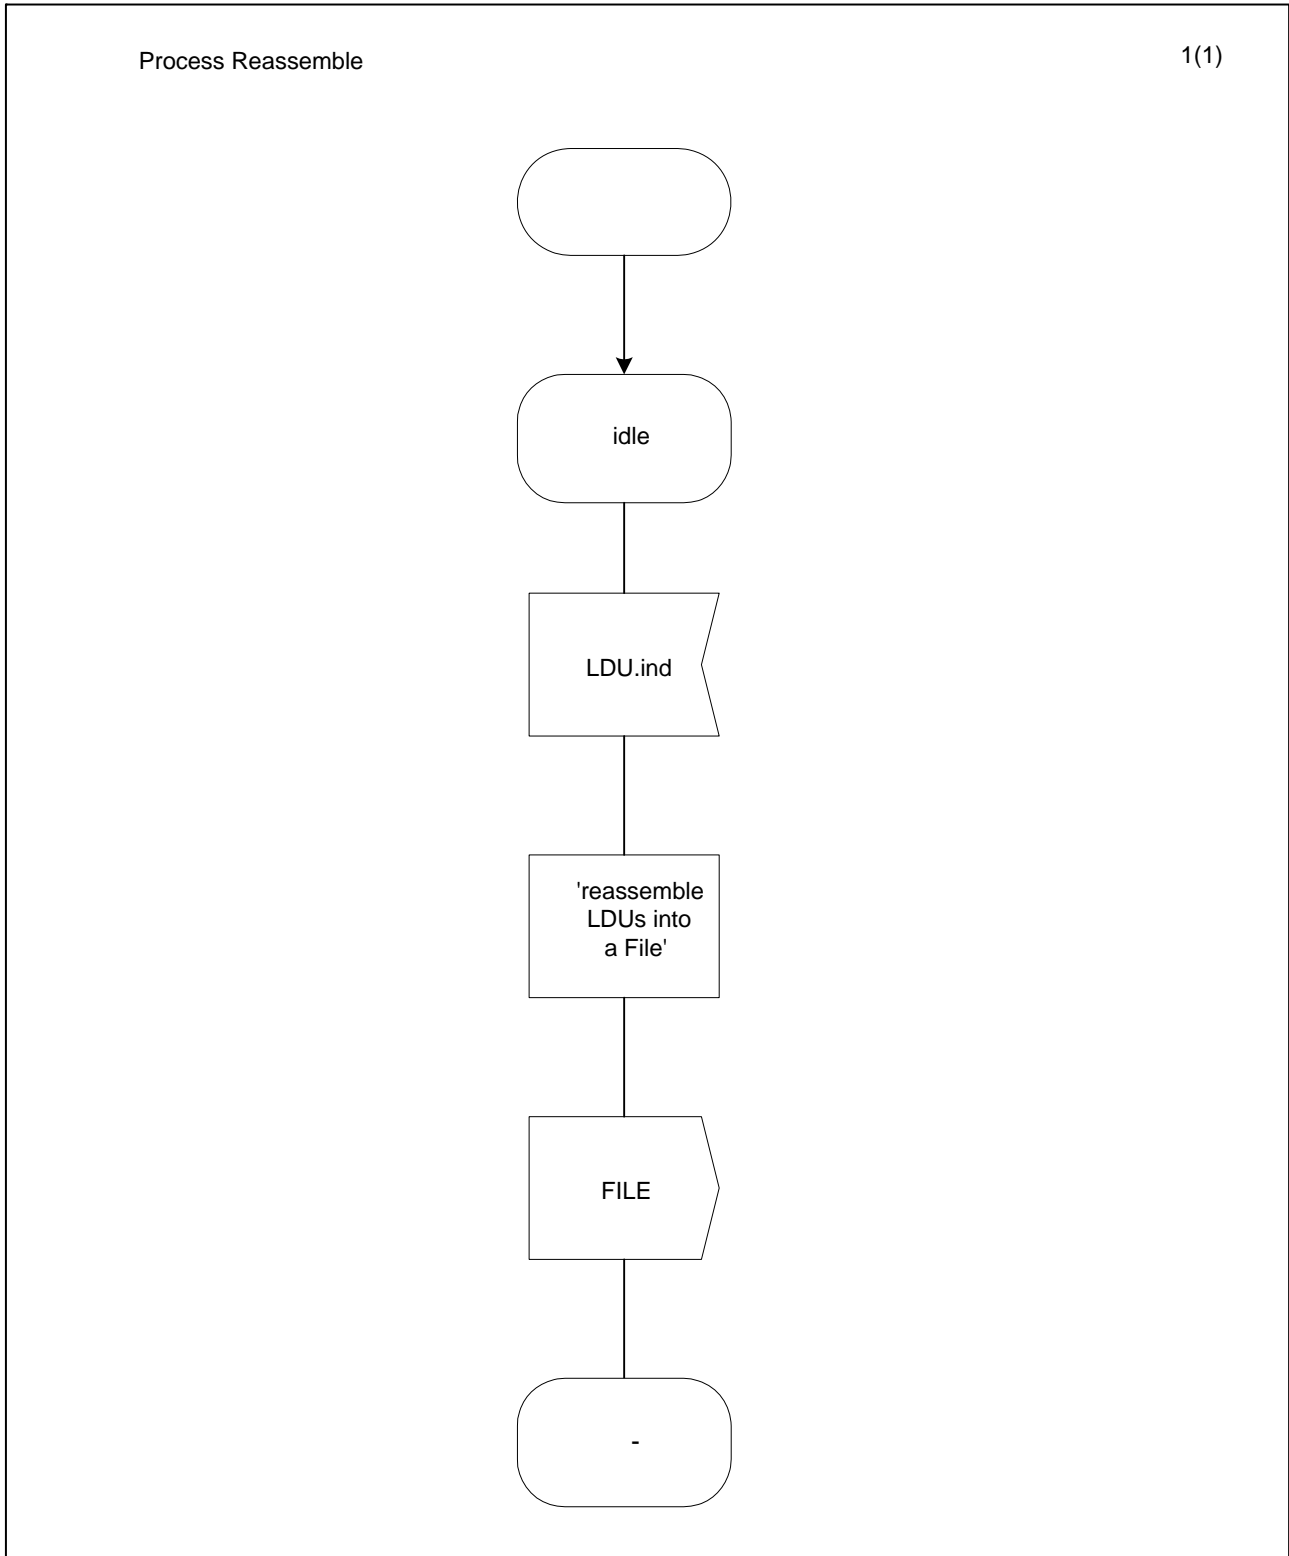 Process Reassemble
1(1)
idle
LDU.ind
'reassemble
LDUs into
a File'
FILE
-